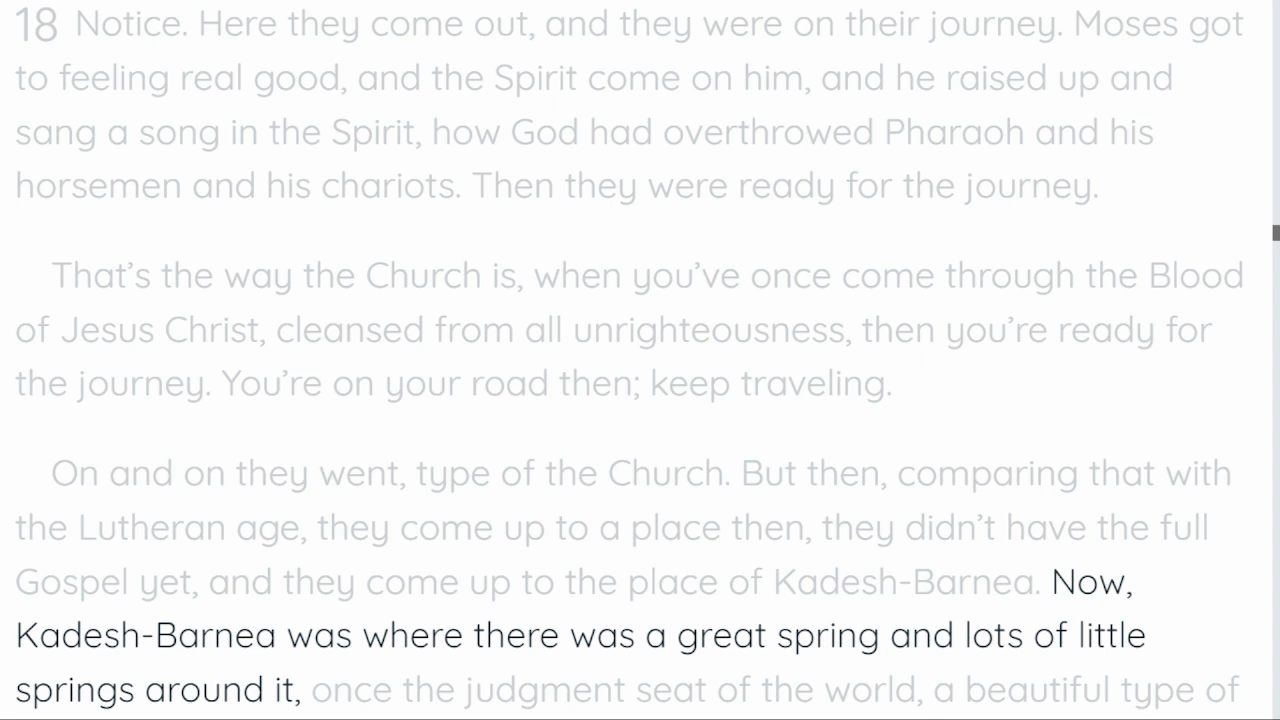 18 Notice. Here they come out, and they were on their journey. Moses got
to feeling real good, and the Spirit come on him, and he raised up and
sang a song in the Spirit, how God had overthrowed Pharaoh and his
horsemen and his chariots. Then they were ready for the journey.
That’s the way the Church is, when you’ve once come through the Blood
of Jesus Christ, cleansed from all unrighteousness, then you’re ready for
the journey. You’re on your road then; keep traveling.
On and on they went, type of the Church. But then, comparing that with
the Lutheran age, they come up to a place then, they didn’t have the full
Gospel yet, and they come up to the place of Kadesh-Barnea. Now,
Kadesh-Barnea was where there was a great spring and lots of little
springs around it, once the judgment seat of the world, a beautiful type of